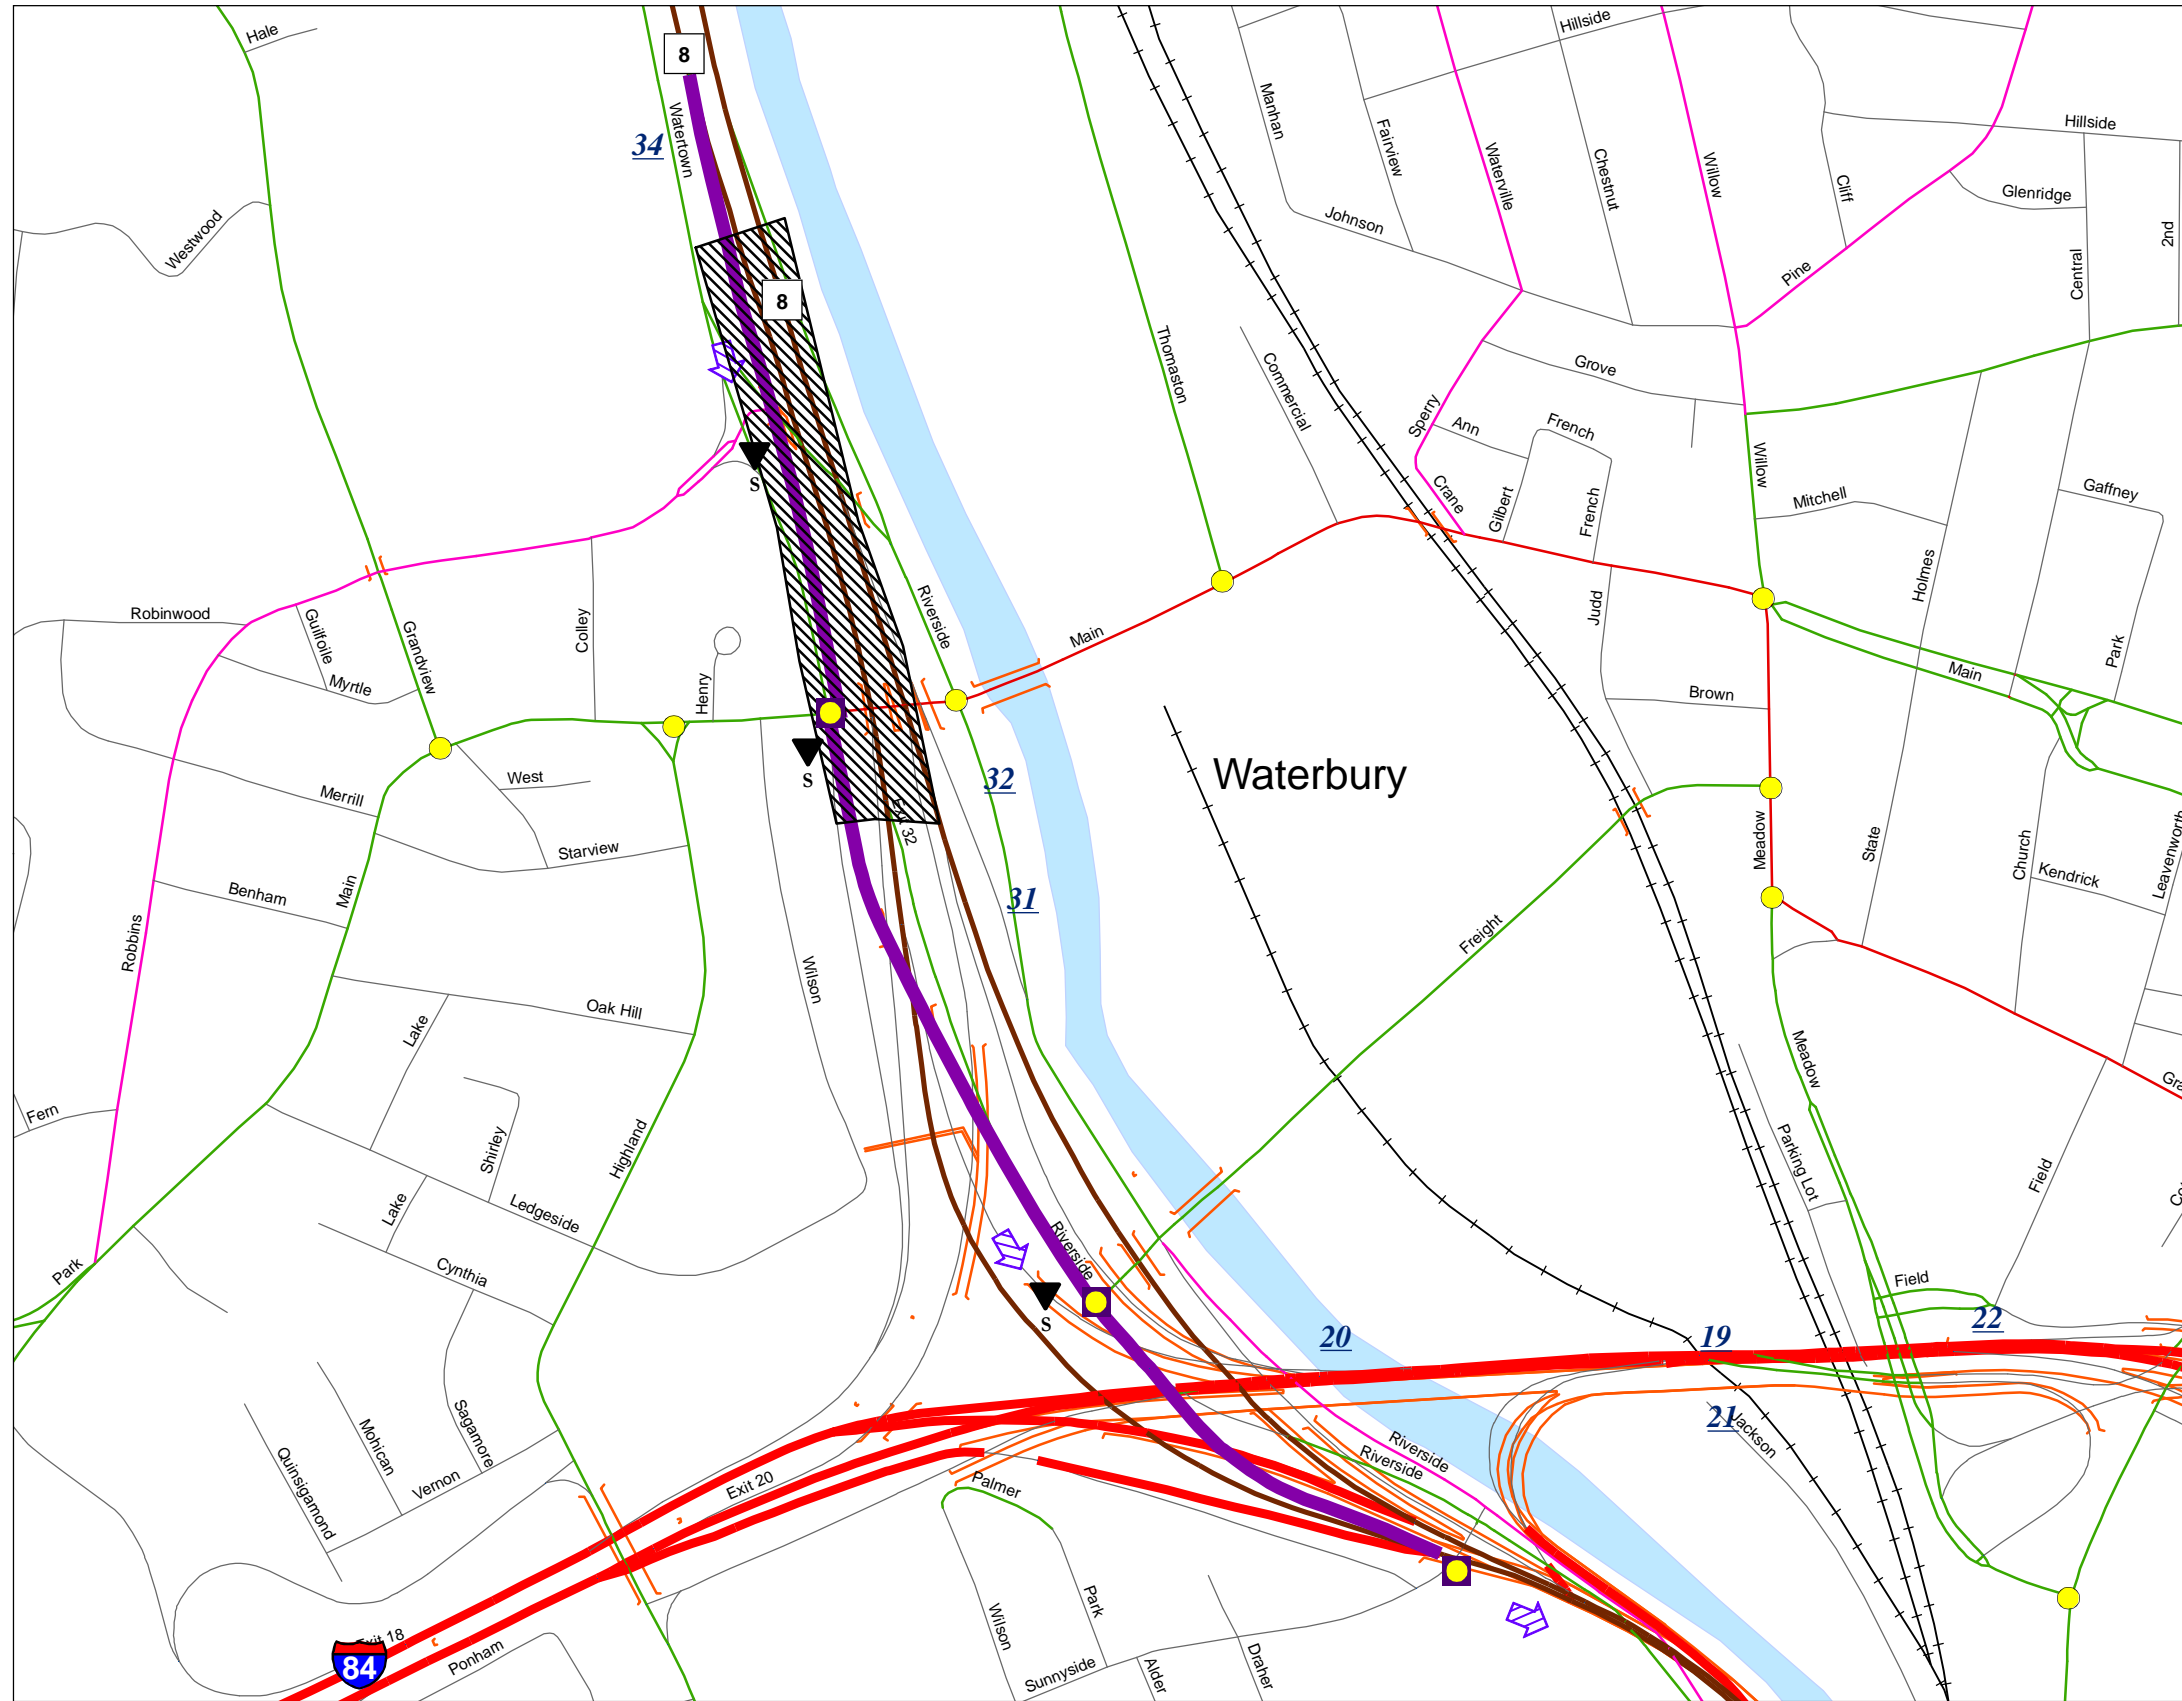 Hale
8
Hillside
Watertown
34
Manhan
Fairview
Waterville
Chestnut
Willow
Cliff
Hillside
Glenridge
Westwood
Johnson
Pine
Central
2nd
8
Thomaston
Commercial
Grove
Sperry
Ann
French
Crane
Gilbert
French
Willow
Mitchell
Gaffney
S
Holmes
Riverside
Robinwood
Guilfoile
Grandview
Colley
Myrtle
Henry
Main
Judd
Brown
Main
Park
S
32
Waterbury
West
Merrill
Exit 32
Starview
Meadow
State
Church
Kendrick
Leavenworth
Benham
Main
31
Robbins
Wilson
Freight
Oak Hill
Lake
Meadow
Gra
Fern
Shirley
Highland
Parking Lot
Field
Lake
Ledgeside
Riverside
Park
Cynthia
S
Field
22
20
19
21
Jackson
Sagamore
Mohican
Quinsigamond
Vernon
Exit 20
Palmer
Riverside
Riverside
Exit 18
84
Ponham
Wilson
Park
Sunnyside
Alder
Draher